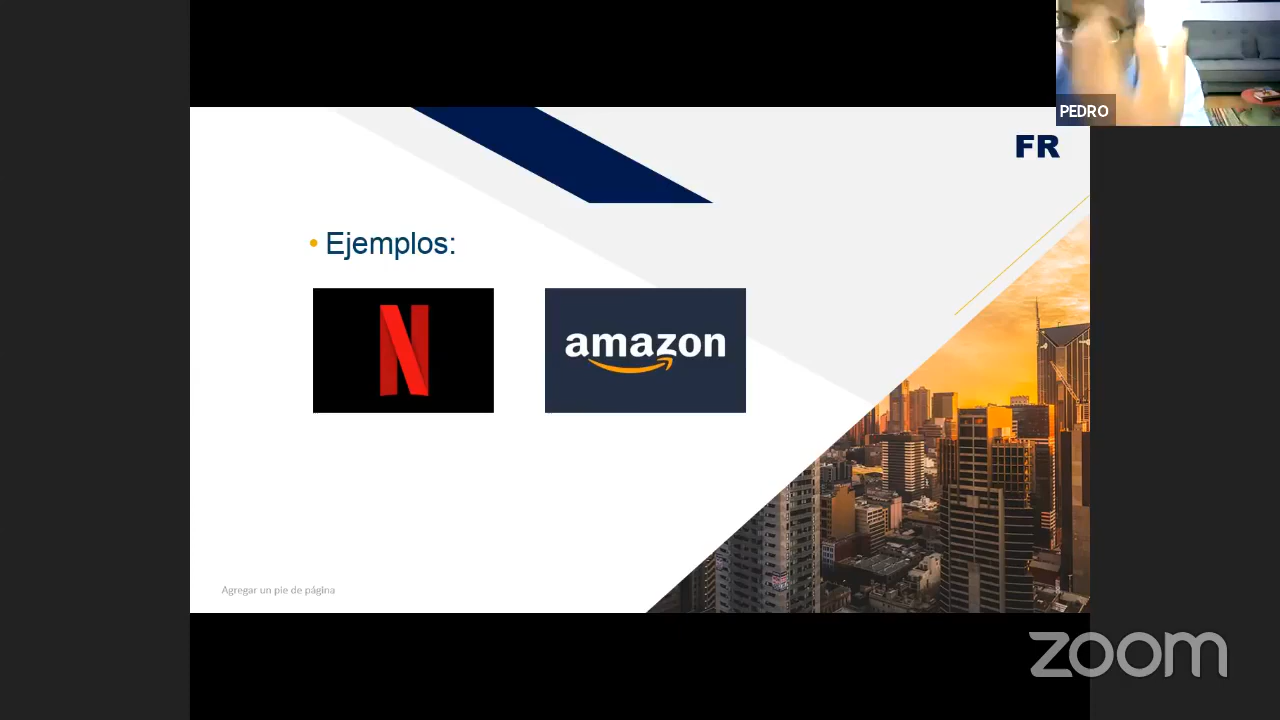 PEDRO
FR
• Ejemplos:
N
amazon
Agregar un pie de página
zoom